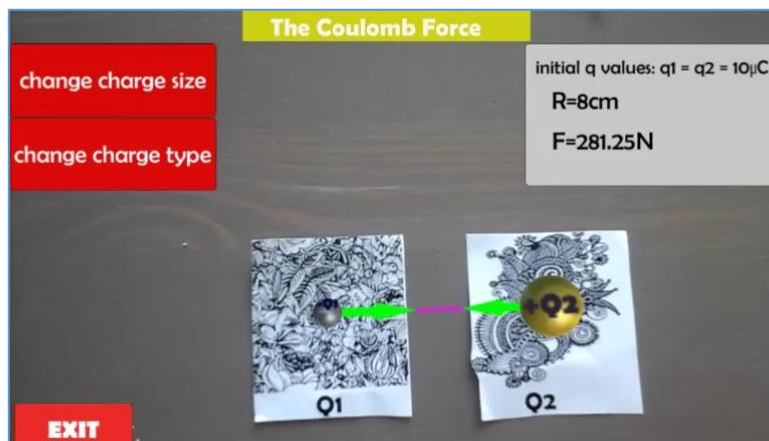 The Coulomb Force
change charge size
change charge type
initial q values: q1 = q2 = 10μC
R=8cm
F=281.25N
+Q2
Q1
Q2
EXIT